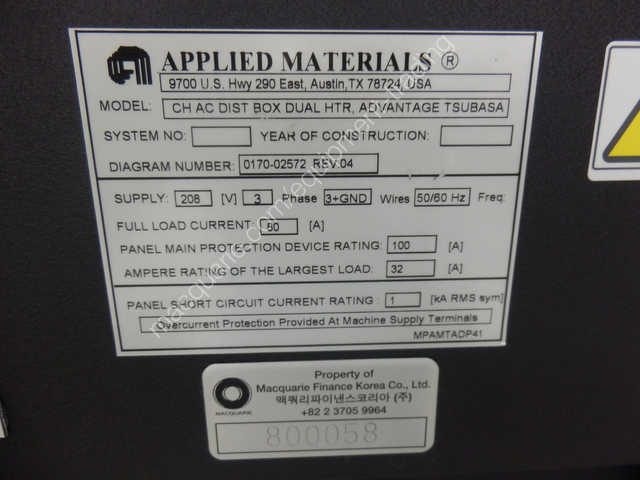 APPLIED MATERIALS ®
9700 U.S. Hwy 290 East, Austin,TX 78724, USA
MODEL: CH AC DIST BOX DUAL HTR, ADVANTAGE TSUBASA
SYSTEM NO: YEAR OF CONSTRUCTION:
DIAGRAM NUMBER: 0170-02572 REV:04
SUPPLY: 208 [V] 3 Phase 3+GND Wires 50/60 Hz Freq:
FULL LOAD CURRENT: 80 [A]
PANEL MAIN PROTECTION DEVICE RATING: 100 [A]
AMPERE RATING OF THE LARGEST LOAD: 32 [A]
PANEL SHORT CIRCUIT CURRENT RATING : 1 [kA RMS sym]
Overcurrent Protection Provided At Machine Supply Terminals
MPAMTADP41
macquarie.com/equipmenttrading
Property of
Macquarie Finance Korea Co., Ltd.
맥쿼리파이낸스코리아 (주)
+82 2 3705 9964
MACQUARIE
800058